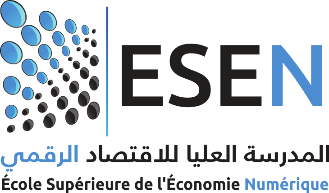 ESEN
المدرسة العليا للاقتصاد الرقمي
École Supérieure de l'Économie Numérique